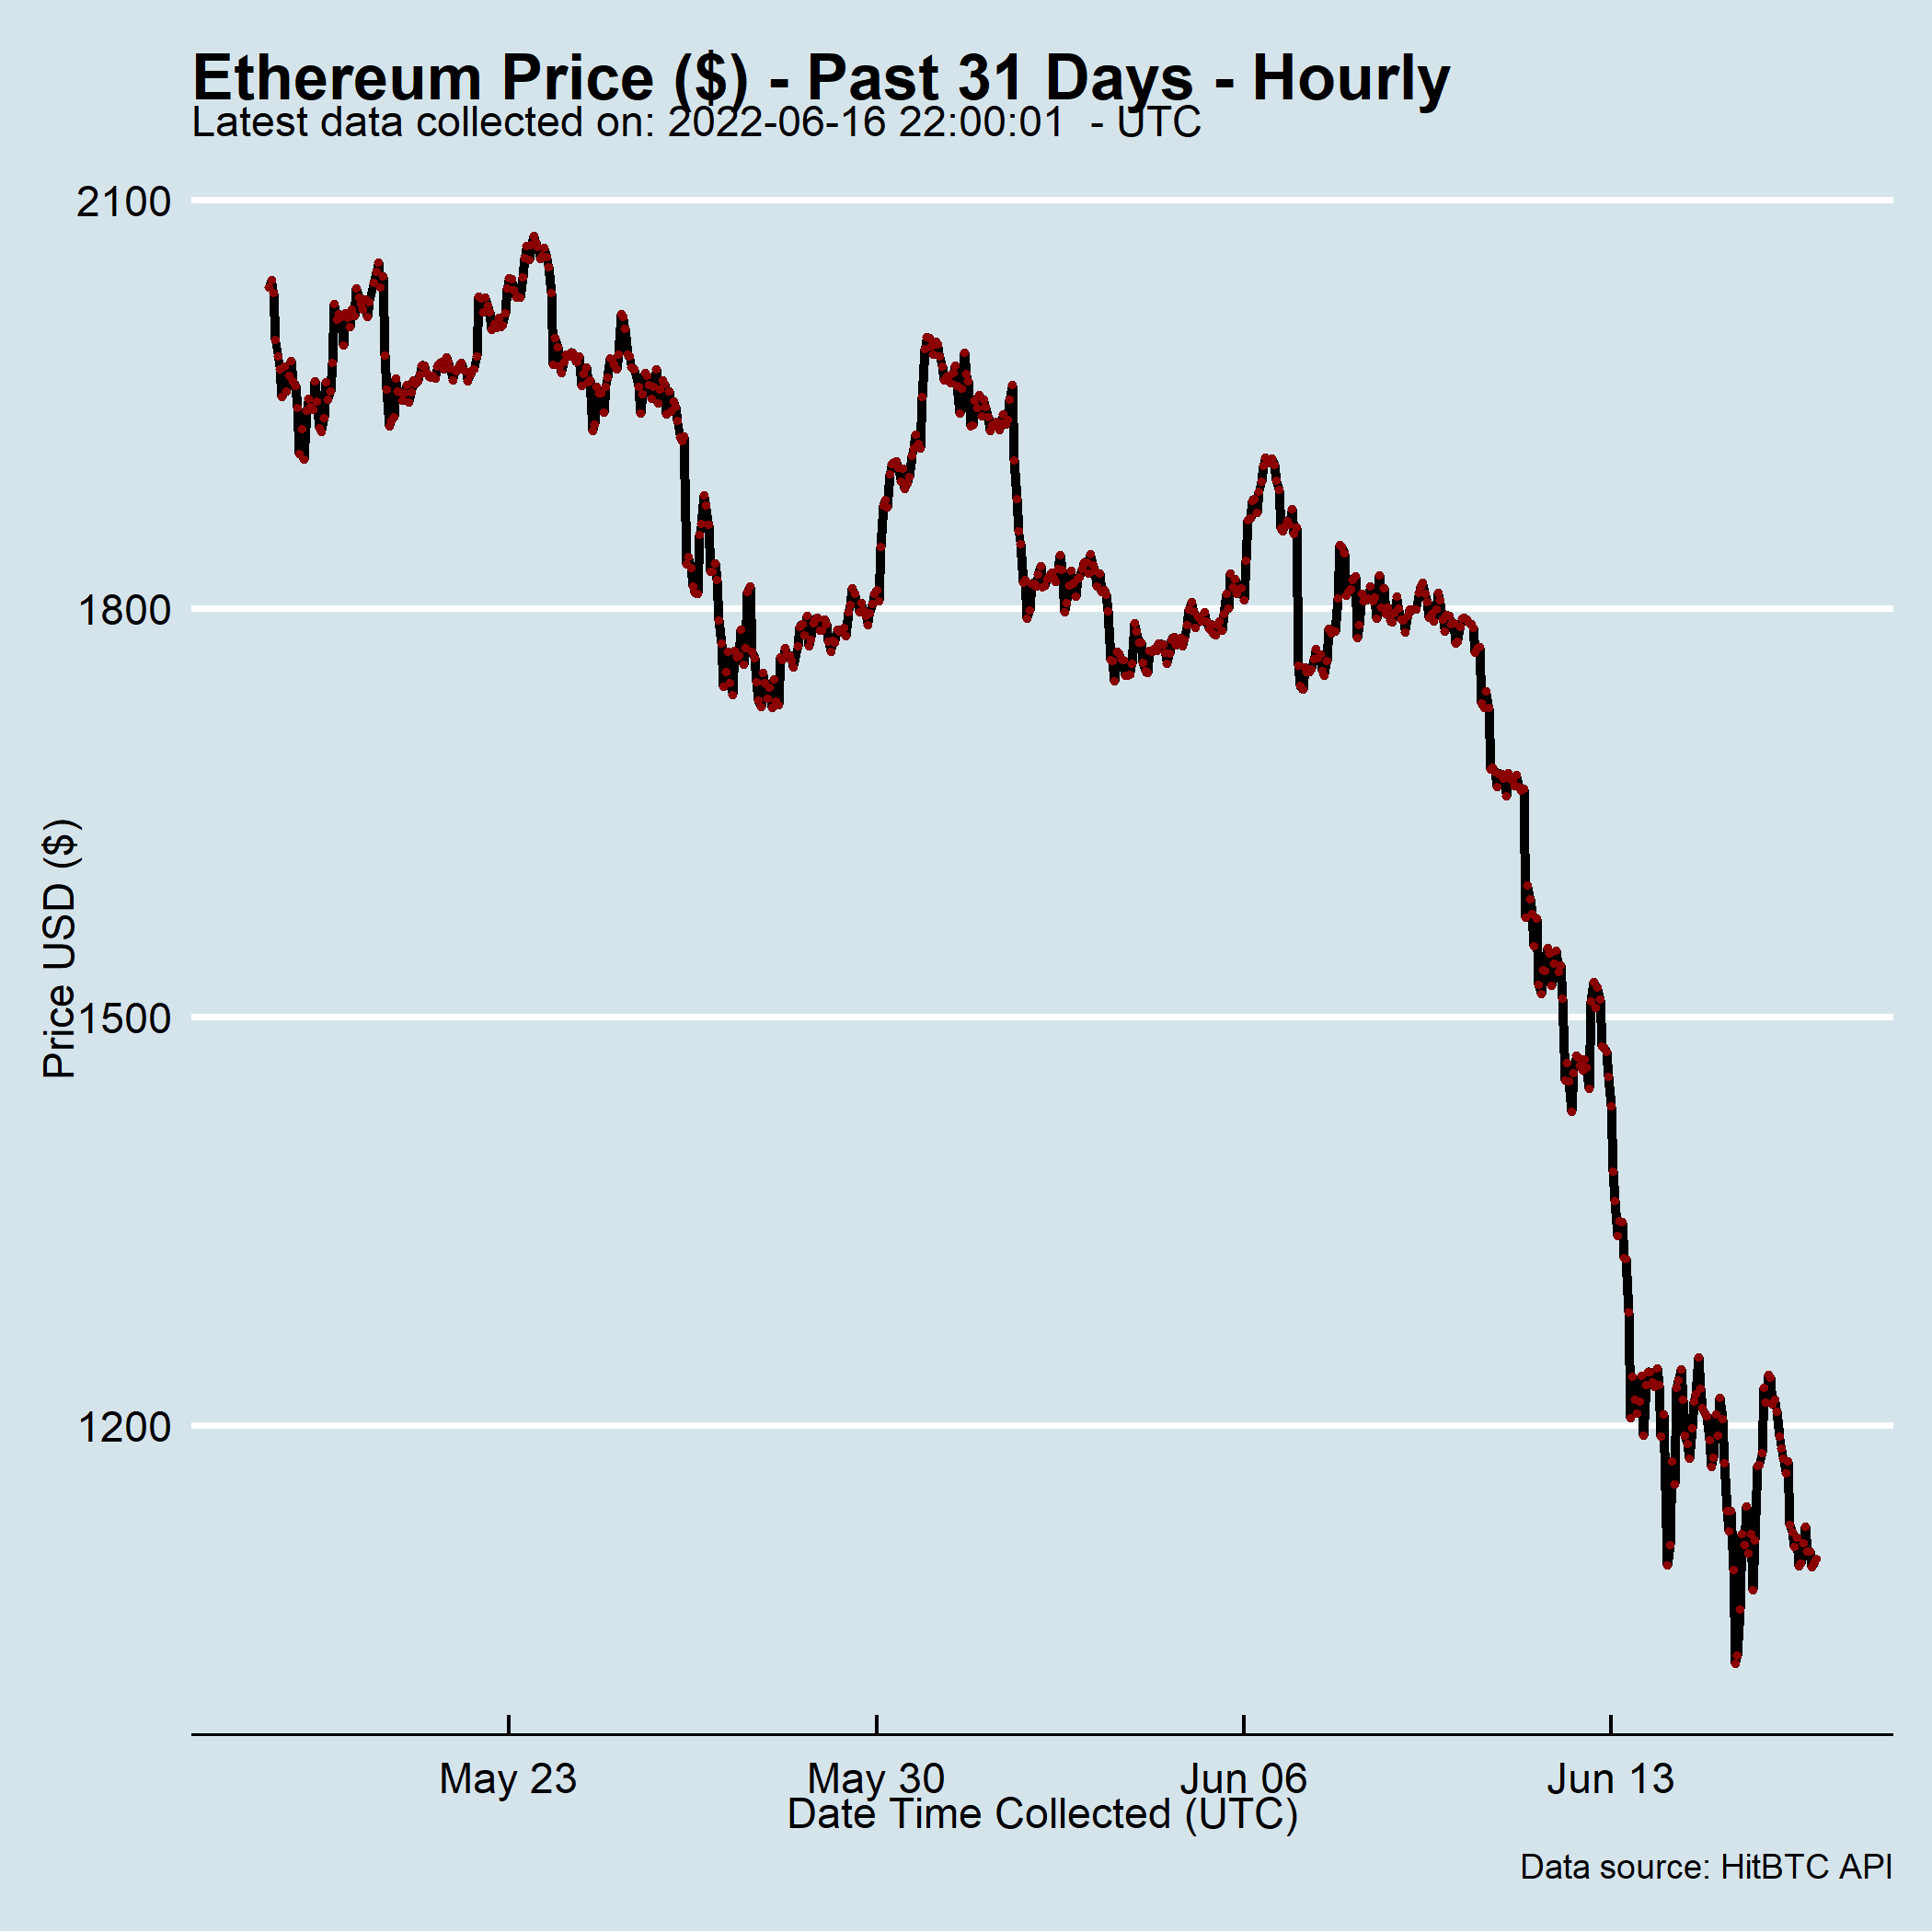 Ethereum Price ($) - Past 31 Days - Hourly
Latest data collected on: 2022-06-16 22:00:01  - UTC
2100
1800
1500
1200
Price USD ($)
May 23
May 30
Jun 06
Jun 13
Date Time Collected (UTC)
Data source: HitBTC API